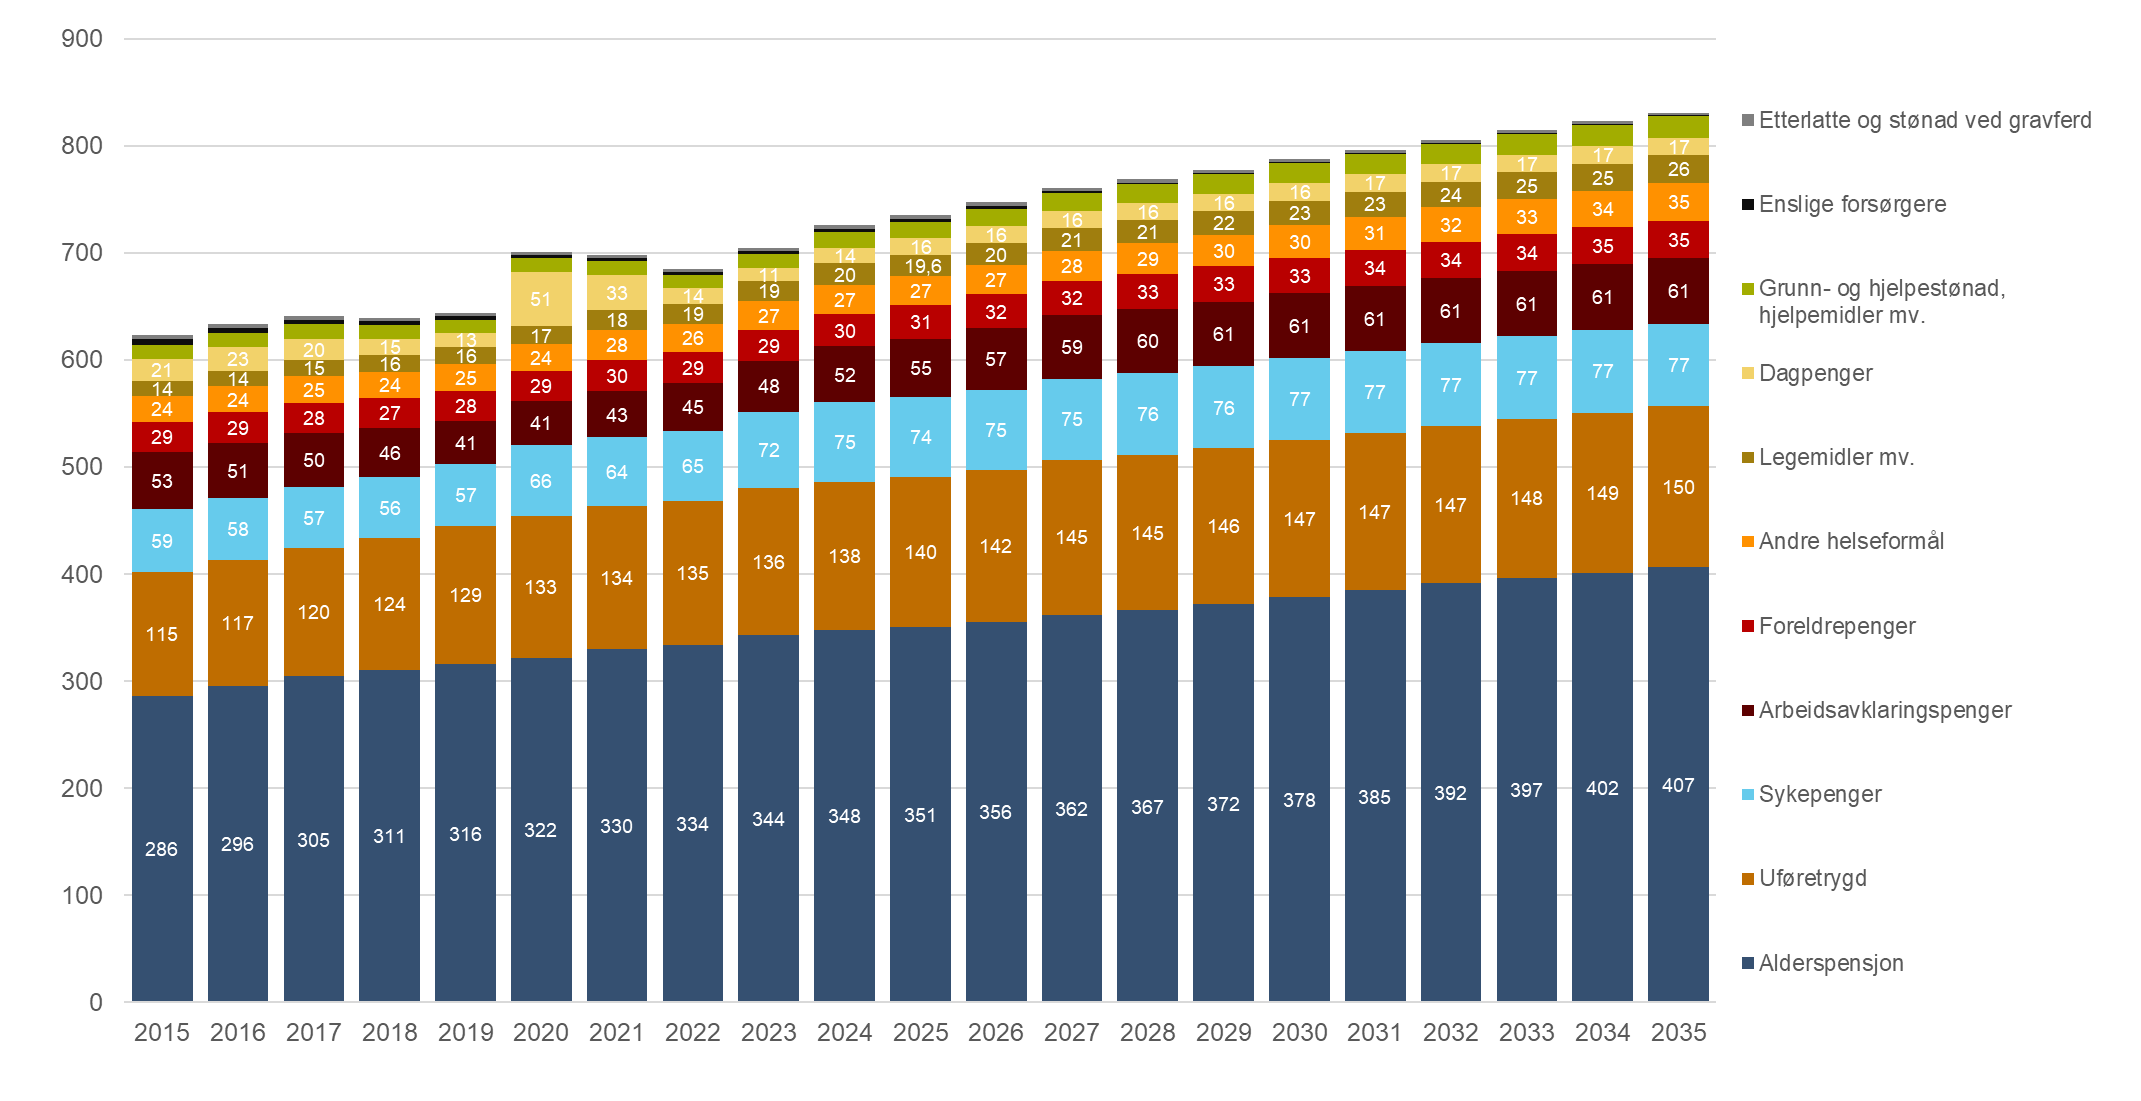 900
800
700
600
500
400
300
200
100
0
21 23 20 15 13 51 33 14 11 14 16 16 16 16 16 16 17 17 17 17 17
14 14 15 16 16 17 18 19 19 20 19,6 20 21 21 22 23 23 24 25 25 26
24 24 25 24 25 24 28 26 27 27 27 27 28 29 30 30 31 32 33 34 35
29 29 28 27 28 29 30 29 29 30 31 32 32 33 33 33 34 34 34 35 35
53 51 50 46 41 41 43 45 48 52 55 57 59 60 61 61 61 61 61 61 61
59 58 57 56 57 66 64 65 72 75 74 75 75 76 76 77 77 77 77 77 77
115 117 120 124 129 133 134 135 136 138 140 142 145 145 146 147 147 147 148 149 150
286 296 305 311 316 322 330 334 344 348 351 356 362 367 372 378 385 392 397 402 407
2015 2016 2017 2018 2019 2020 2021 2022 2023 2024 2025 2026 2027 2028 2029 2030 2031 2032 2033 2034 2035
Etterlatte og stønad ved gravferd
Enslige forsørgere
Grunn- og hjelpestønad,
hjelpemidler mv.
Dagpenger
Legemidler mv.
Andre helseformål
Foreldrepenger
Arbeidsavklaringspenger
Sykepenger
Uføretrygd
Alderspensjon